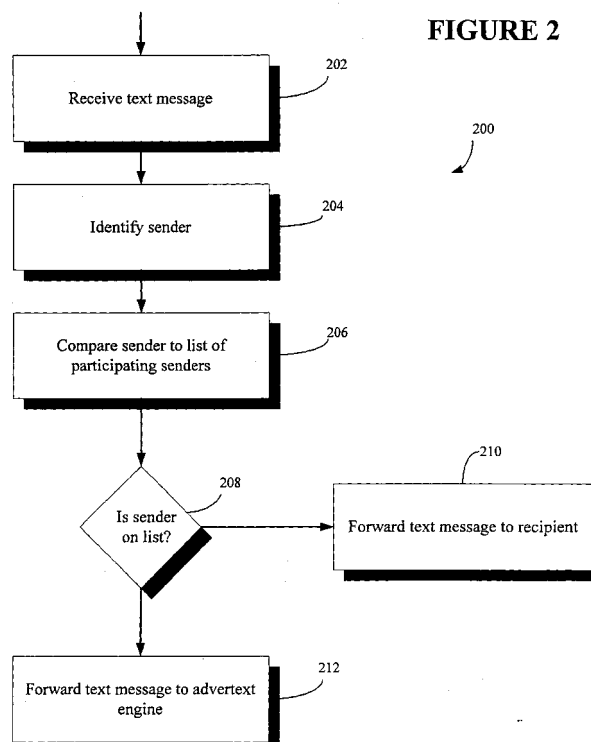 FIGURE 2
Receive text message
202
200
Identify sender
204
Compare sender to list of
participating senders
206
Is sender
on list?
208
210
Forward text message to recipient
Forward text message to advertext
engine
212